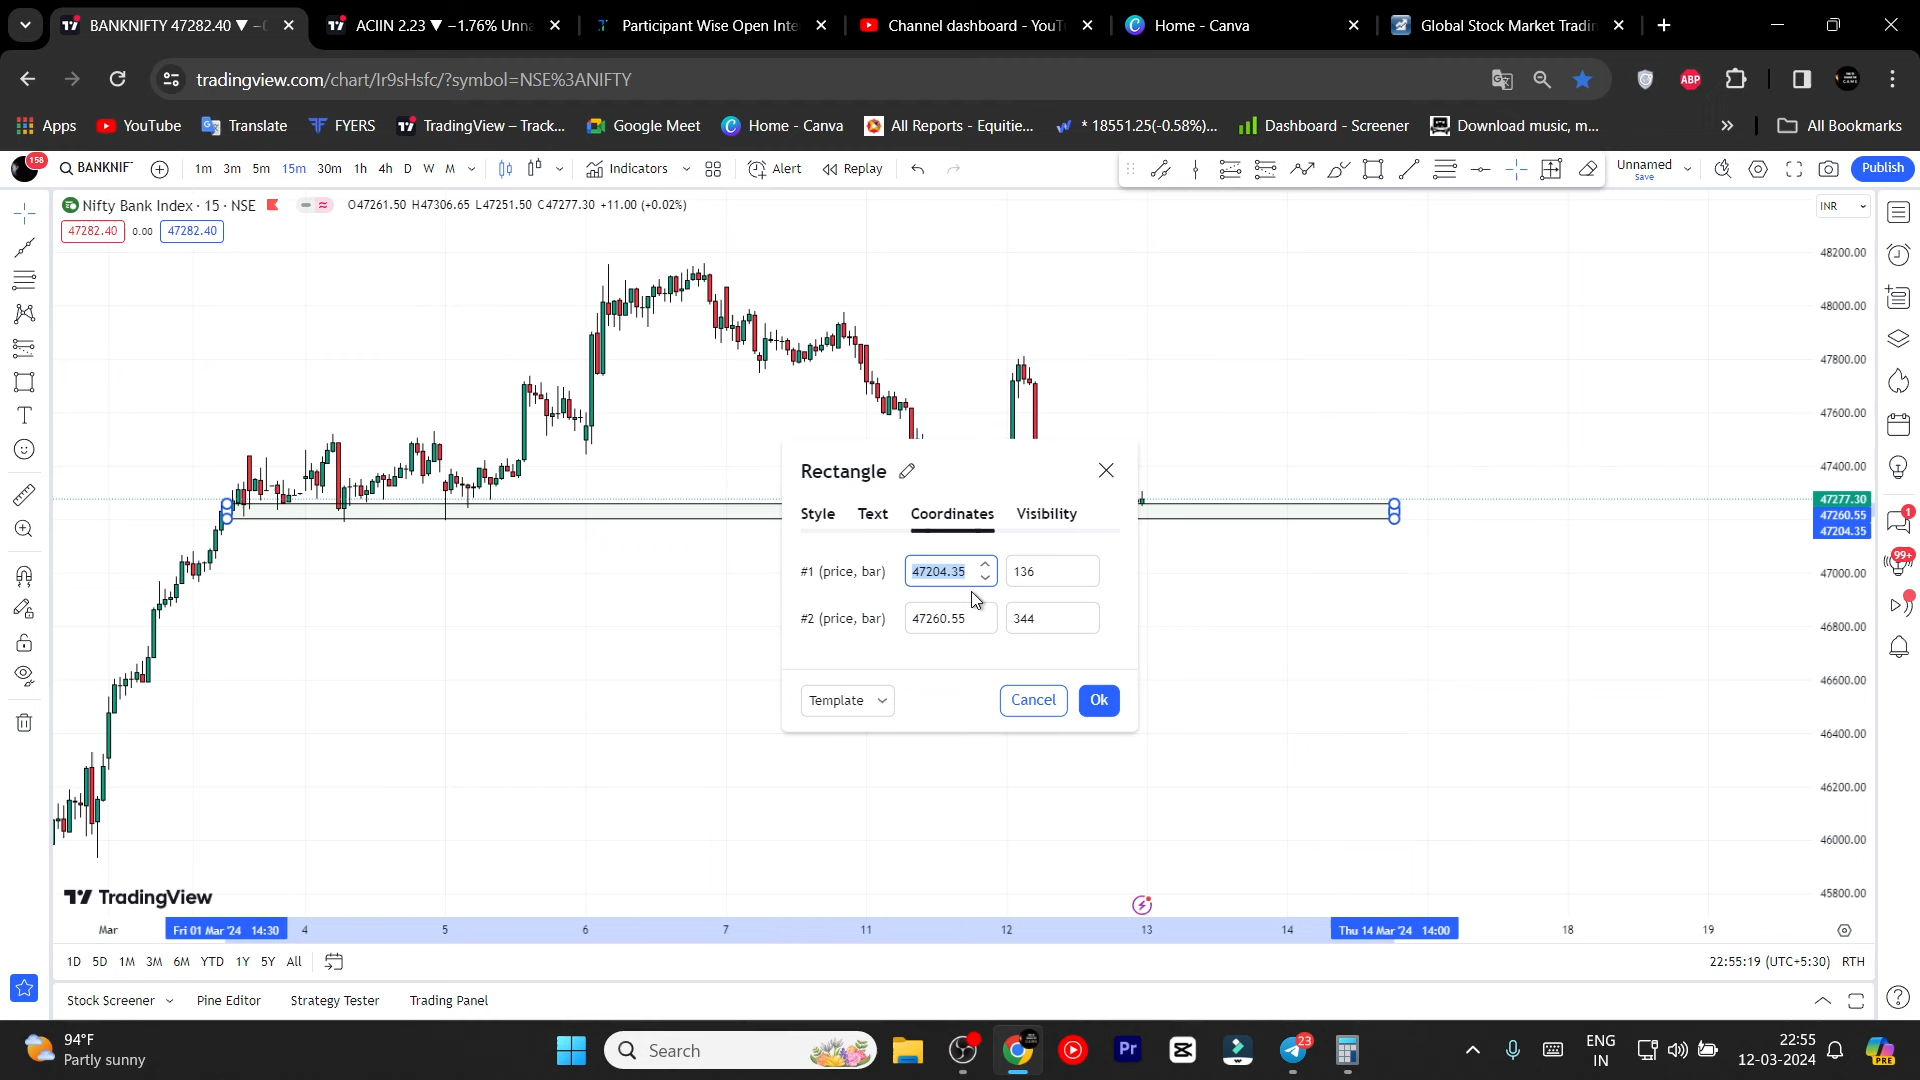 BANKNIFTY 47282.40 ▼ −
ACIIN 2.23 ▼ −1.76% Unna
Participant Wise Open Inte
Channel dashboard - YouT
Home - Canva
Global Stock Market Tradin
tradingview.com/chart/Ir9sHsfc/?symbol=NSE%3ANIFTY
ABP
Apps
YouTube
Translate
FYERS
TradingView – Track...
Google Meet
Home - Canva
All Reports - Equitie...
* 18551.25(-0.58%)...
Dashboard - Screener
Download music, m...
All Bookmarks
158
BANKNIF
1m 3m 5m 15m 30m 1h 4h D W M
Indicators
Alert
Replay
Unnamed
Save
Publish
Nifty Bank Index · 15 · NSE
O47261.50 H47306.65 L47251.50 C47277.30 +11.00 (+0.02%)
INR
47282.40 0.00 47282.40
48200.00
48000.00
47800.00
47600.00
47400.00
47277.30
47260.55
47204.35
47000.00
46800.00
46600.00
46400.00
46200.00
46000.00
45800.00
Rectangle
Style Text Coordinates Visibility
#1 (price, bar) 47204.35 136
#2 (price, bar) 47260.55 344
Template Cancel Ok
1
99+
TradingView
Mar Fri 01 Mar '24 14:30 4 5 6 7 11 12 13 14 Thu 14 Mar '24 14:00 18 19
1D 5D 1M 3M 6M YTD 1Y 5Y All
22:55:19 (UTC+5:30) RTH
Stock Screener Pine Editor Strategy Tester Trading Panel
94°F
Partly sunny
Search
Pr
23
ENG
IN
22:55
12-03-2024
PRE